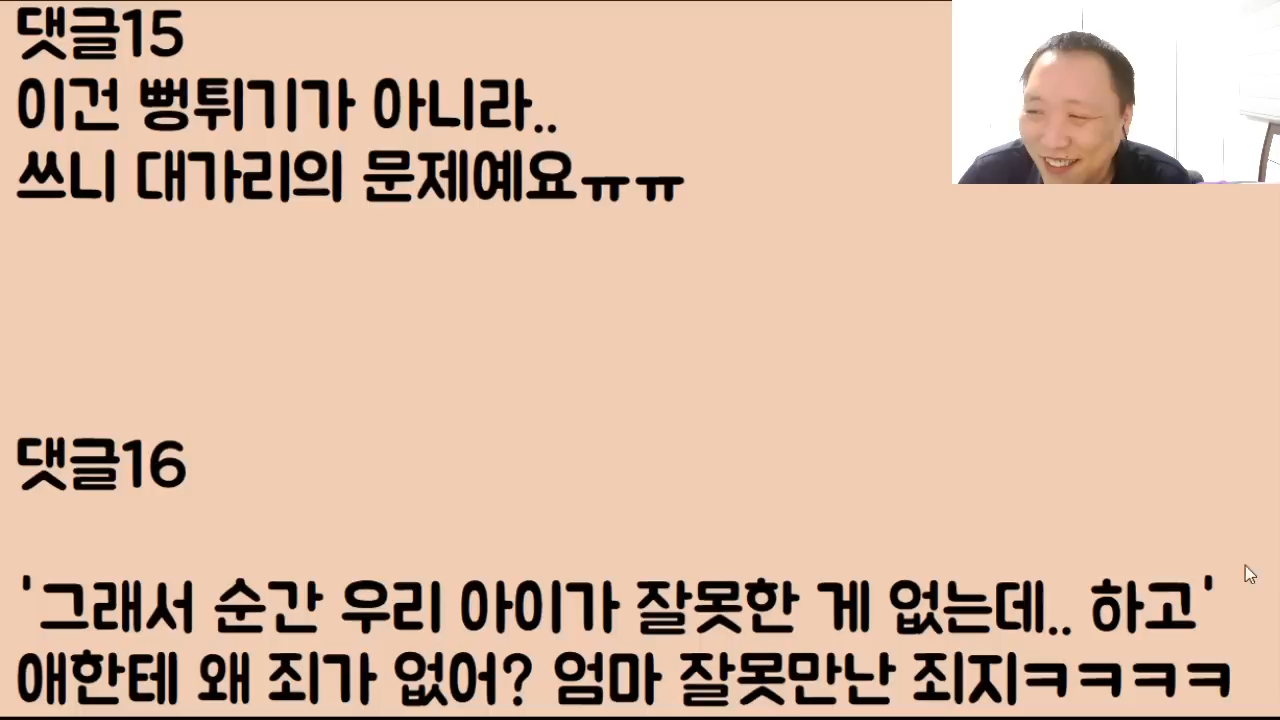 댓글15
이건 뻥튀기가 아니라..
쓰니 대가리의 문제예요ㅠㅠ
댓글16
'그래서 순간 우리 아이가 잘못한 게 없는데.. 하고'
애한테 왜 죄가 없어? 엄마 잘못만난 죄지ㅋㅋㅋㅋ